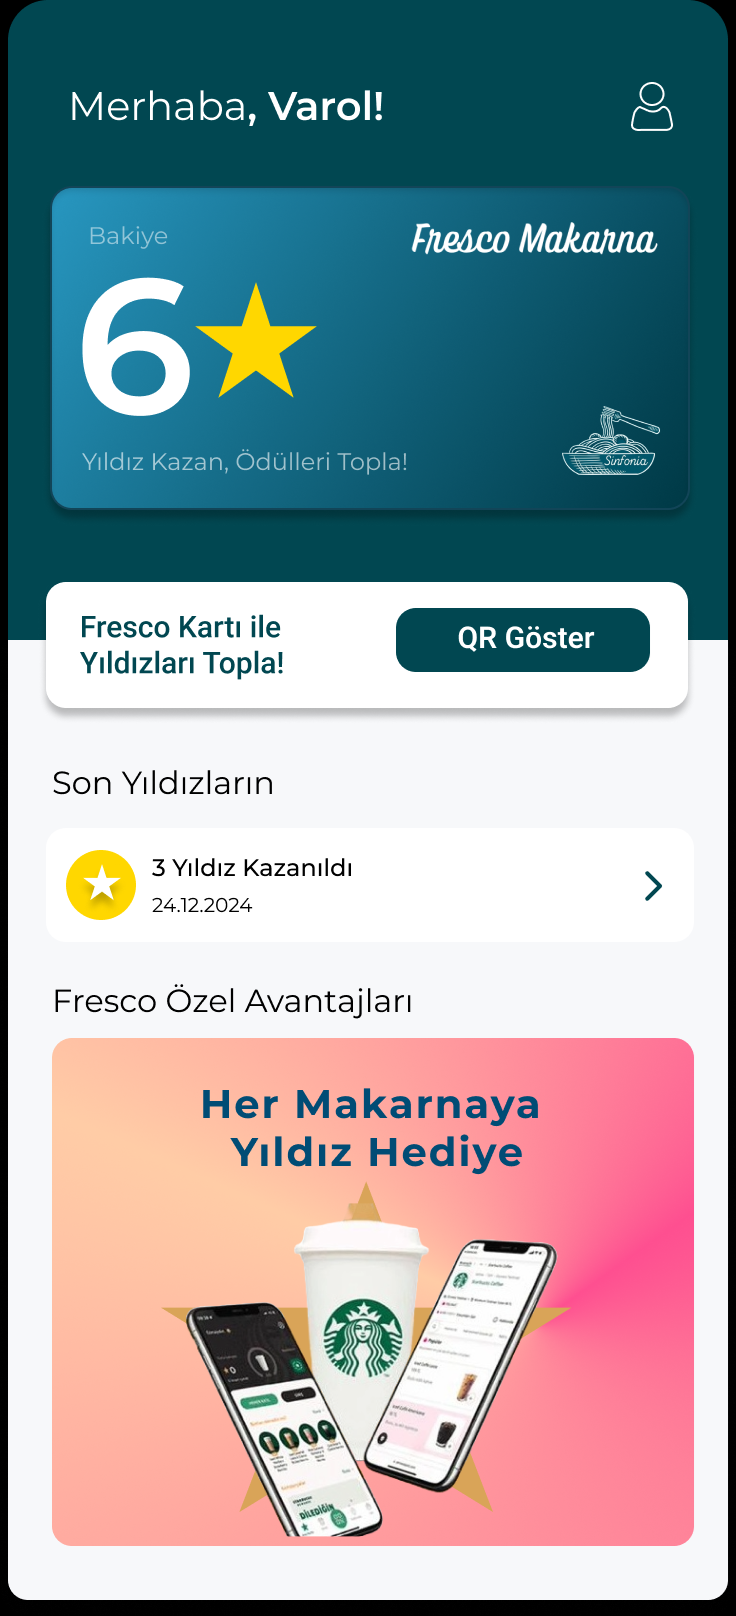 Merhaba, Varol!
Bakiye
Fresco Makarna
6
Sinfonia
Yıldız Kazan, Ödülleri Topla!
Fresco Kartı ile
Yıldızları Topla!
QR Göster
Son Yıldızların
3 Yıldız Kazanıldı
24.12.2024
Fresco Özel Avantajları
Her Makarnaya
Yıldız Hediye
DİLEDİĞİN